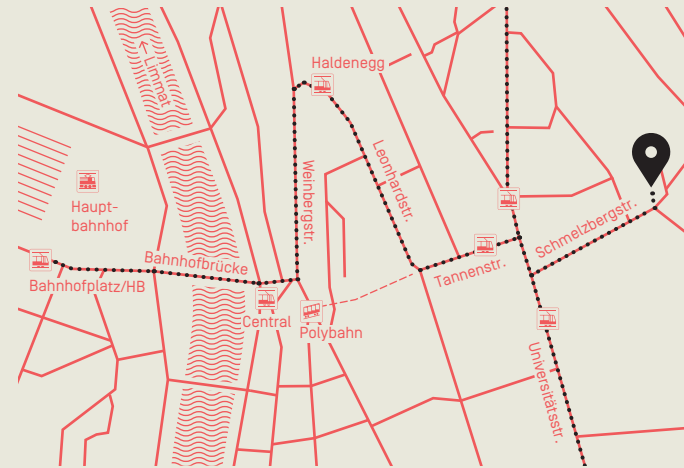 Haldenegg
← Limmat
Weinbergstr.
Leonhardstr.
Haupt-
bahnhof
Schmelzbergstr.
Bahnhofbrücke
Tannenstr.
Bahnhofplatz/HB
Central
Polybahn
Universitätsstr.